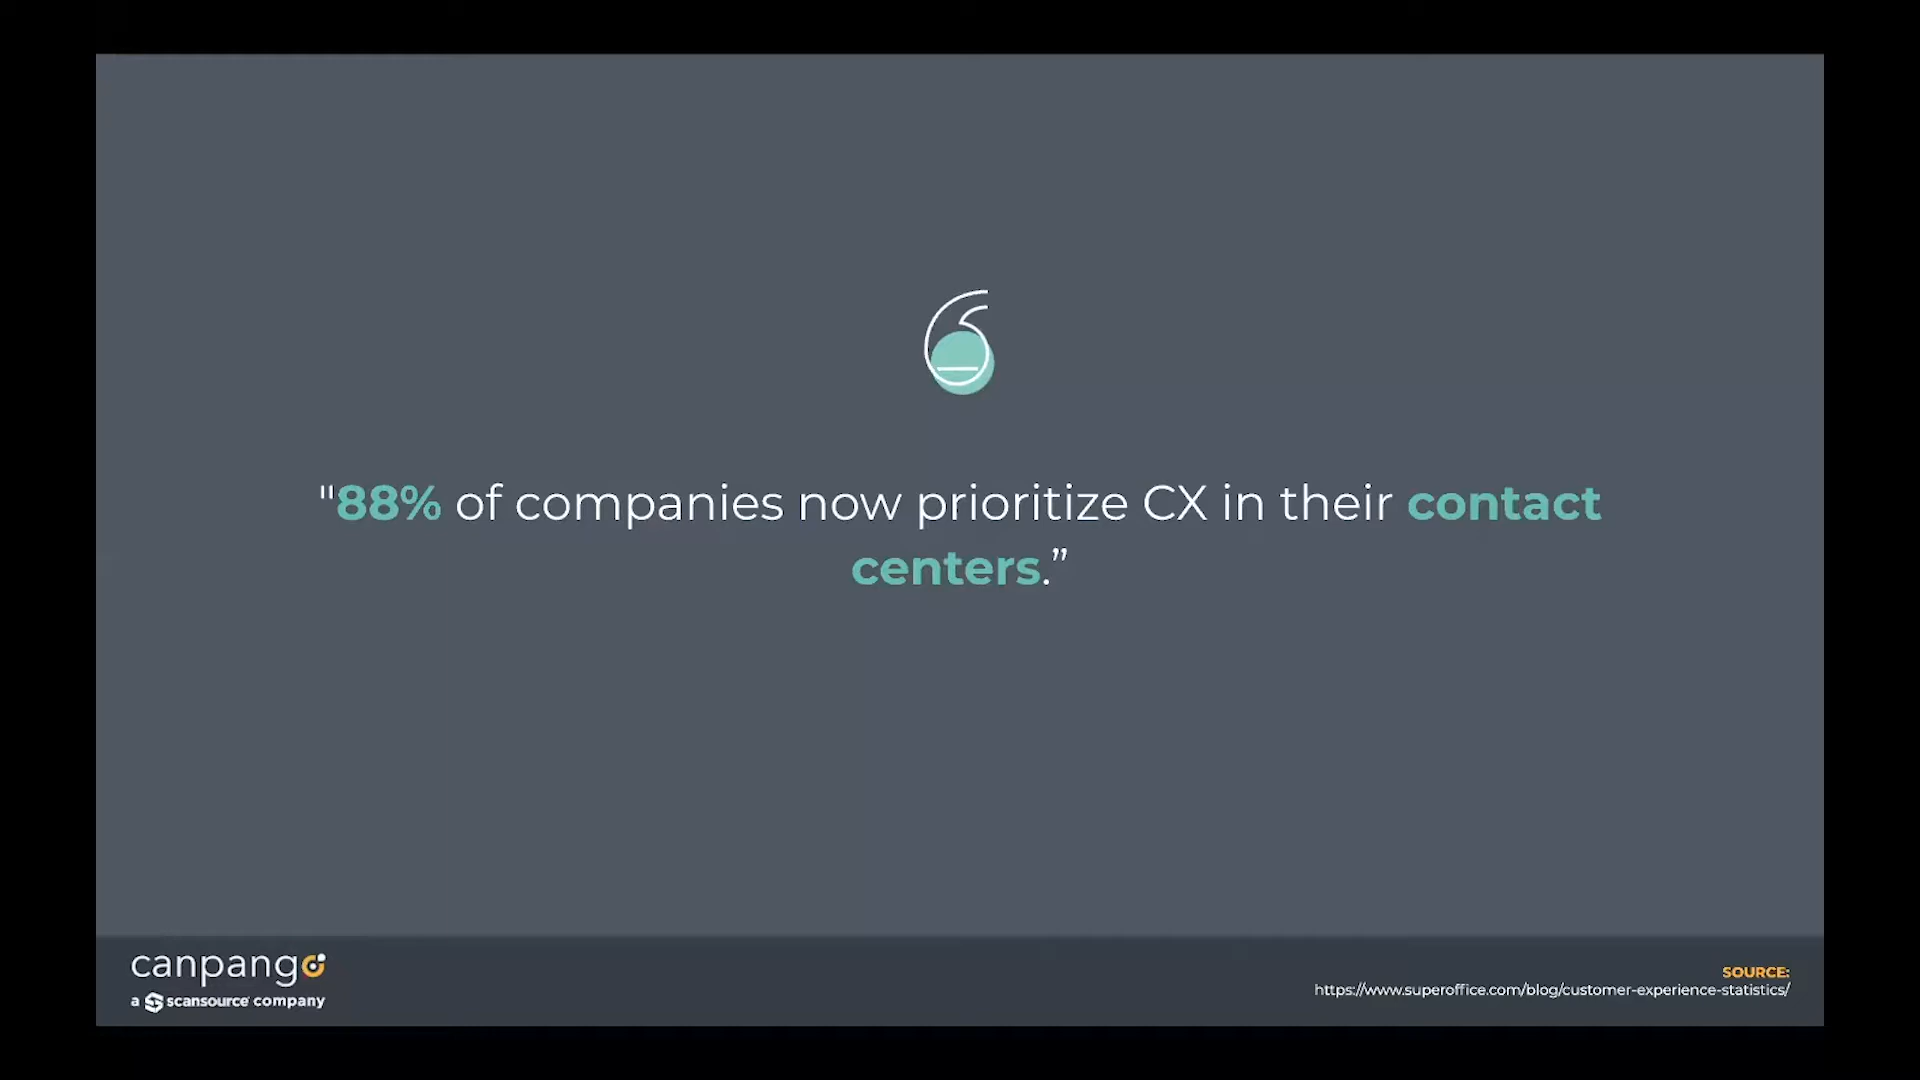 "88% of companies now prioritize CX in their contact
centers.”
canpango
a scansource company
SOURCE:
https://www.superoffice.com/blog/customer-experience-statistics/